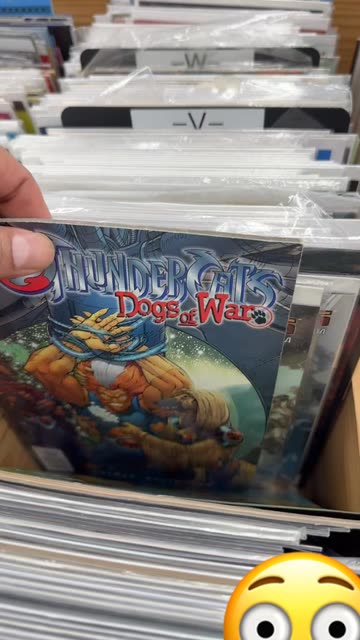 –W–
–V–
THUNDERCATS
Dogs of War